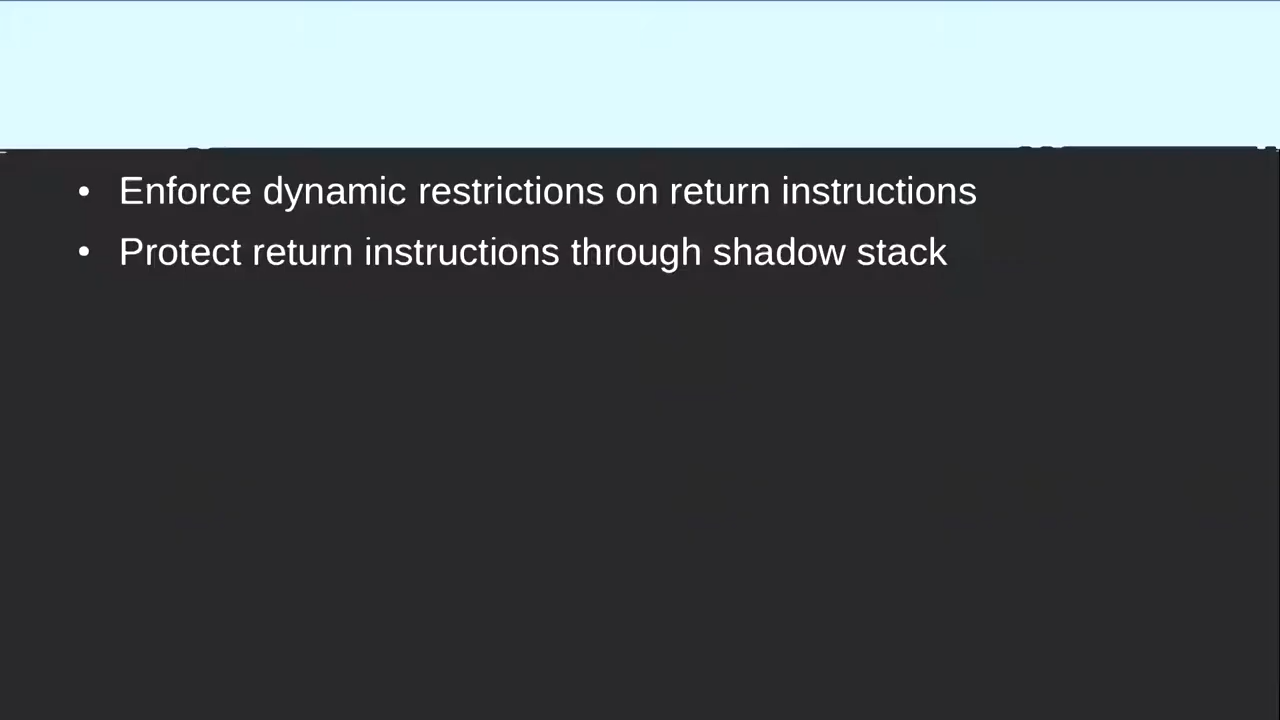 • Enforce dynamic restrictions on return instructions
• Protect return instructions through shadow stack